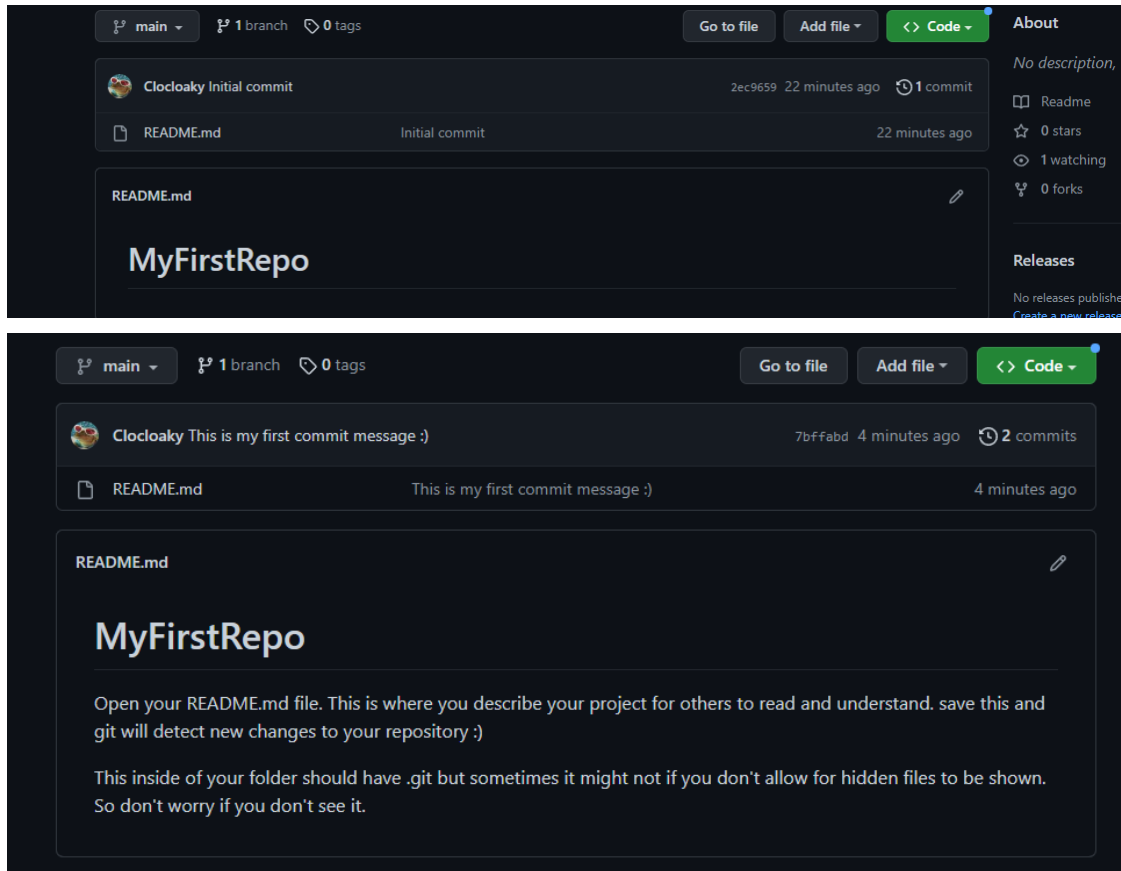 main 1 branch 0 tags Go to file Add file <> Code About
No description,
Clocloaky Initial commit 2ec9659 22 minutes ago 1 commit
Readme
README.md Initial commit 22 minutes ago
0 stars
1 watching
0 forks
README.md
MyFirstRepo
Releases
No releases publishe
Create a new release
main 1 branch 0 tags Go to file Add file <> Code
Clocloaky This is my first commit message :) 7bffabd 4 minutes ago 2 commits
README.md This is my first commit message :) 4 minutes ago
README.md
MyFirstRepo
Open your README.md file. This is where you describe your project for others to read and understand. save this and
git will detect new changes to your repository :)
This inside of your folder should have .git but sometimes it might not if you don't allow for hidden files to be shown.
So don't worry if you don't see it.